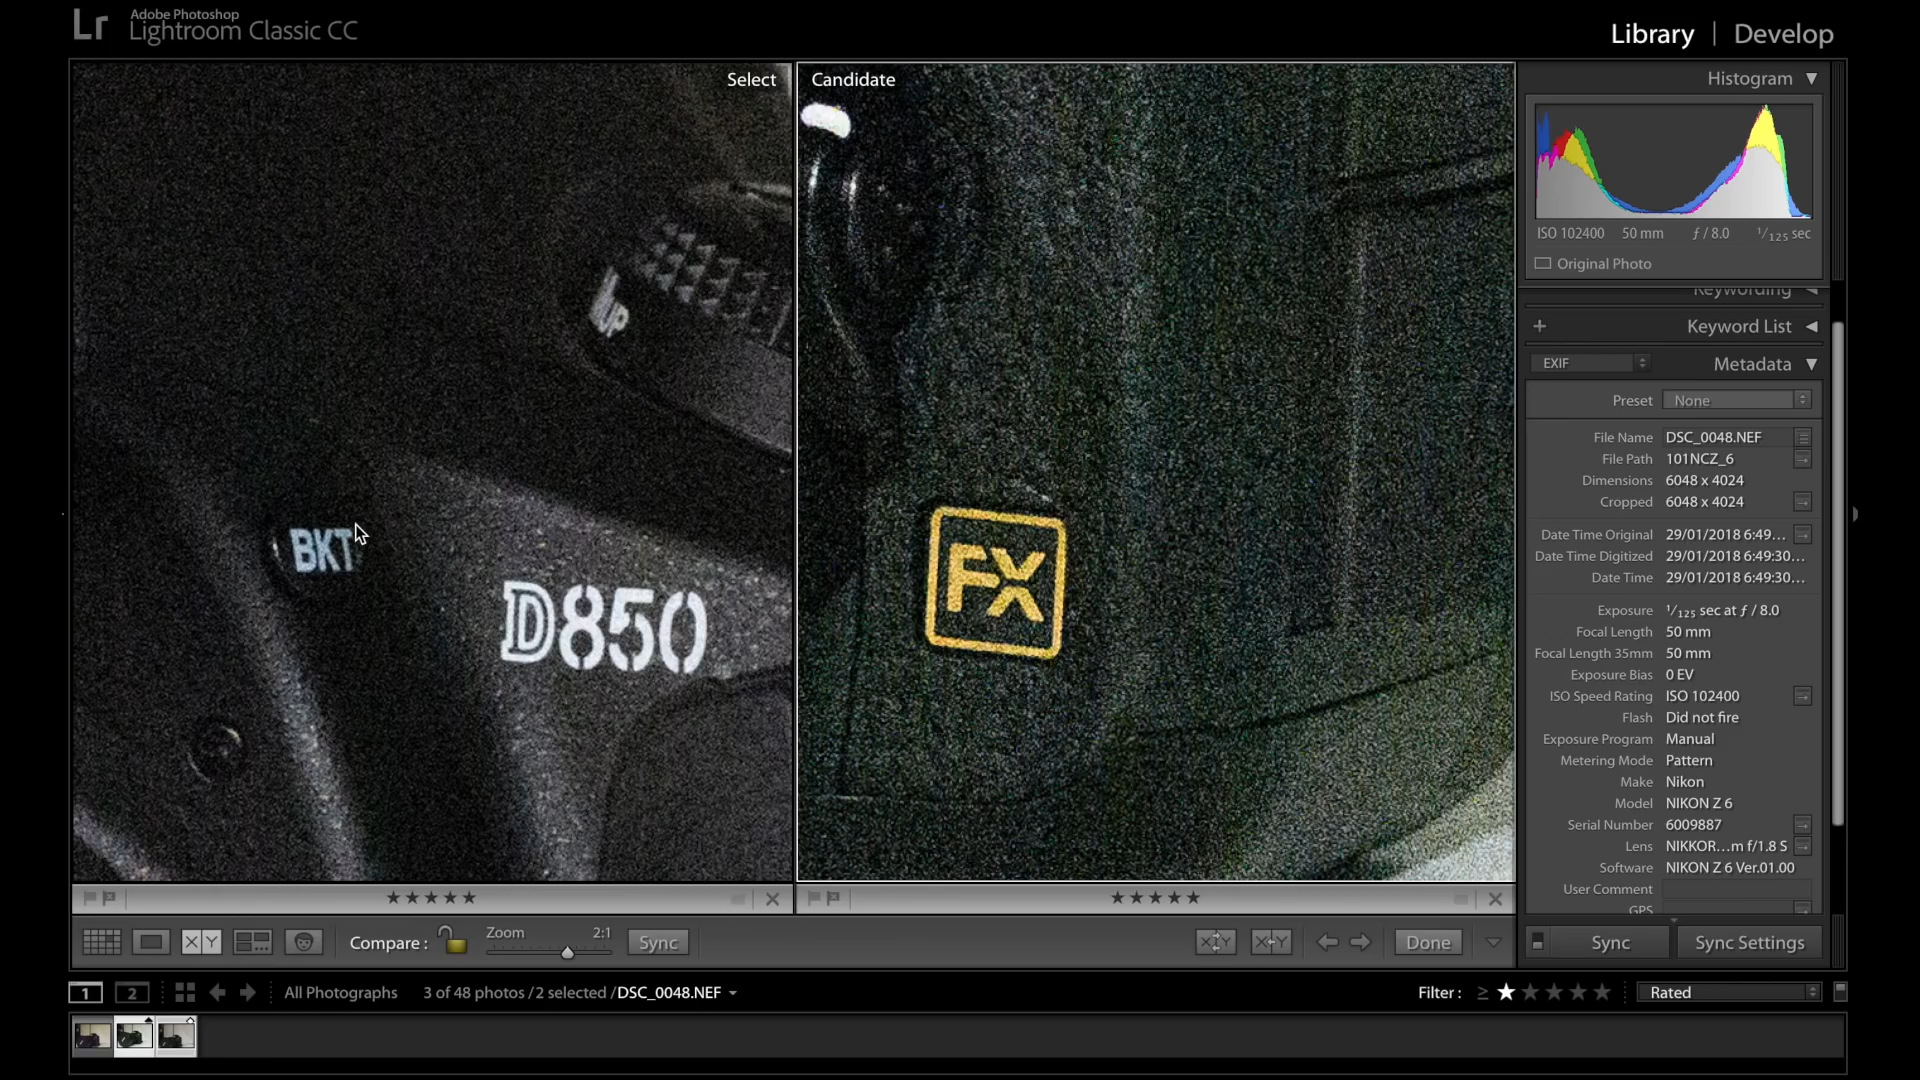 Lr
Adobe Photoshop
Lightroom Classic CC
Library | Develop
Select
Candidate
UP
BKT
D850
FX
Histogram
ISO 102400 50 mm ƒ / 8.0 1/125 sec
Original Photo
Keywording
+ Keyword List
EXIF Metadata
Preset None
File Name DSC_0048.NEF
File Path 101NCZ_6
Dimensions 6048 x 4024
Cropped 6048 x 4024
Date Time Original 29/01/2018 6:49...
Date Time Digitized 29/01/2018 6:49:30...
Date Time 29/01/2018 6:49:30...
Exposure 1/125 sec at ƒ / 8.0
Focal Length 50 mm
Focal Length 35mm 50 mm
Exposure Bias 0 EV
ISO Speed Rating ISO 102400
Flash Did not fire
Exposure Program Manual
Metering Mode Pattern
Make Nikon
Model NIKON Z 6
Serial Number 6009887
Lens NIKKOR...m f/1.8 S
Software NIKON Z 6 Ver.01.00
User Comment
GPS
X Y Compare : Zoom 2:1 Sync X Y X Y Done
Sync Sync Settings
1 2 All Photographs 3 of 48 photos / 2 selected / DSC_0048.NEF Filter : ≥ ★★★★★ Rated